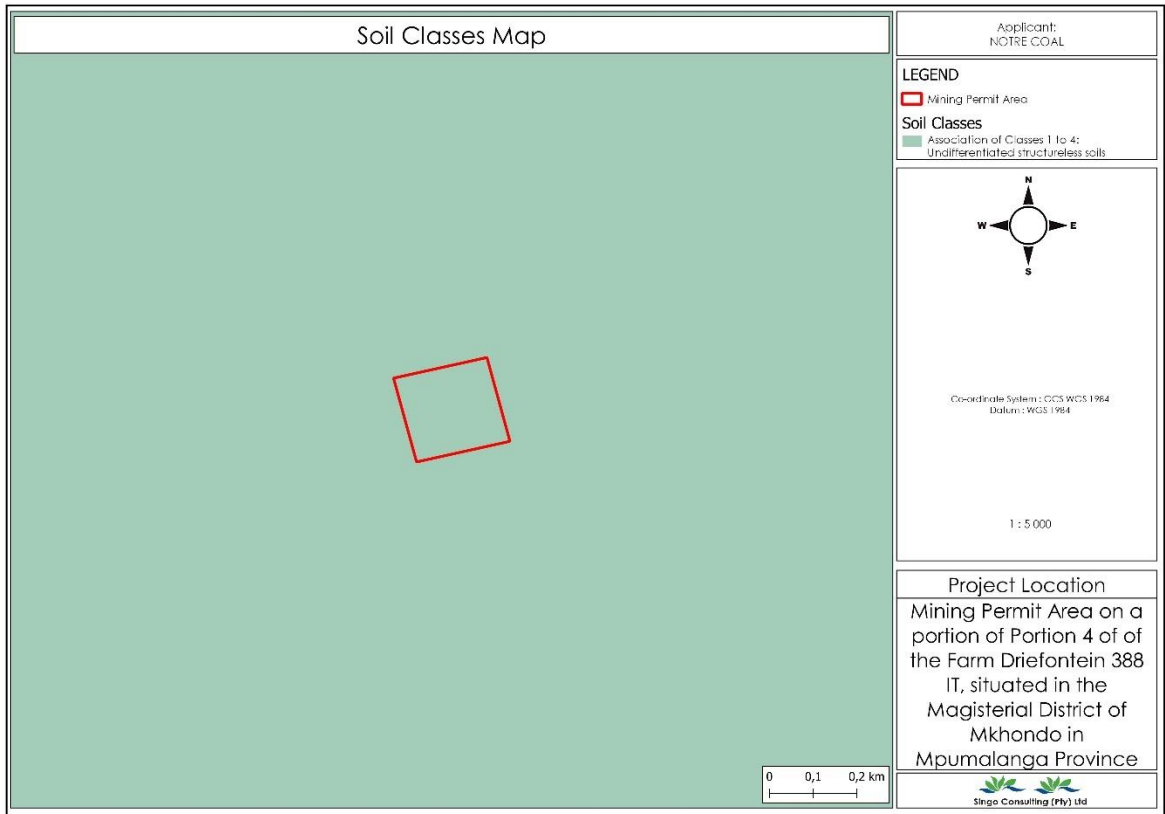 Soil Classes Map
Applicant:
NOTRE COAL
LEGEND
Mining Permit Area
Soil Classes
Association of Classes 1 to 4:
Undifferentiated structureless soils
N
W
E
S
Co-ordinate System : GCS WGS 1984
Datum : WGS 1984
1 : 5 000
Project Location
Mining Permit Area on a
portion of Portion 4 of of
the Farm Driefontein 388
IT, situated in the
Magisterial District of
Mkhondo in
Mpumalanga Province
0 0,1 0,2 km
Singo Consulting (Pty) Ltd